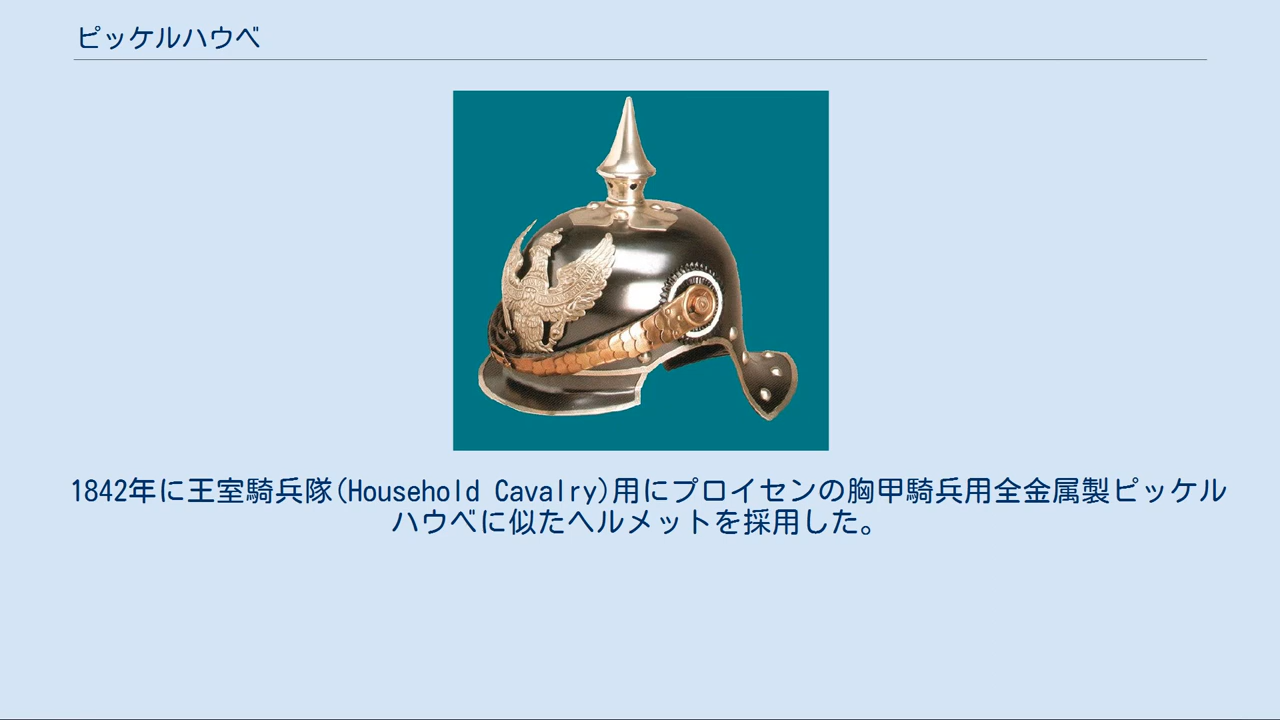 ピッケルハウベ
1842年に王室騎兵隊(Household Cavalry)用にプロイセンの胸甲騎兵用全金属製ピッケル
ハウベに似たヘルメットを採用した。